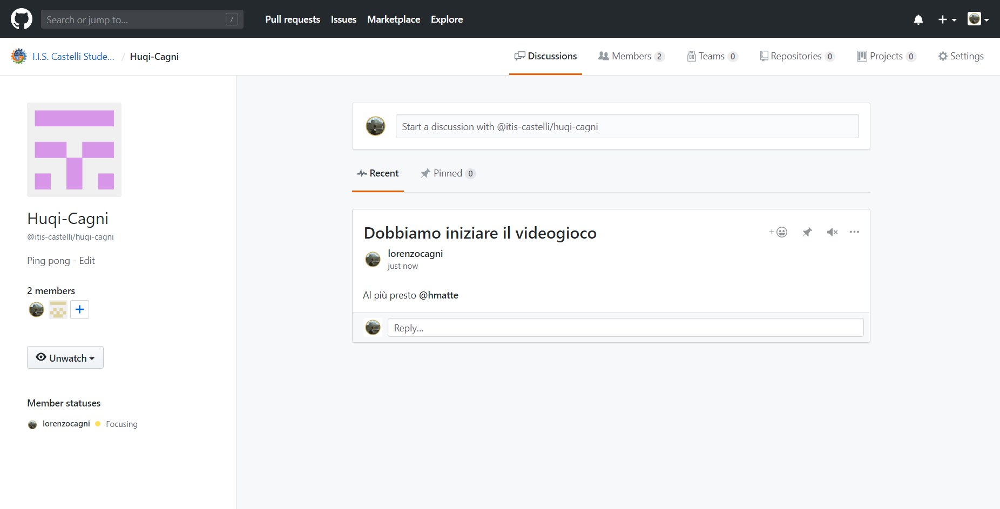 Search or jump to...
/
Pull requests Issues Marketplace Explore
I.I.S. Castelli Stude... / Huqi-Cagni
Discussions Members 2 Teams 0 Repositories 0 Projects 0 Settings
Huqi-Cagni
@itis-castelli/huqi-cagni
Ping pong - Edit
2 members
Unwatch
Member statuses
lorenzocagni Focusing
Start a discussion with @itis-castelli/huqi-cagni
Recent Pinned 0
Dobbiamo iniziare il videogioco
lorenzocagni
just now
Al più presto @hmatte
Reply...